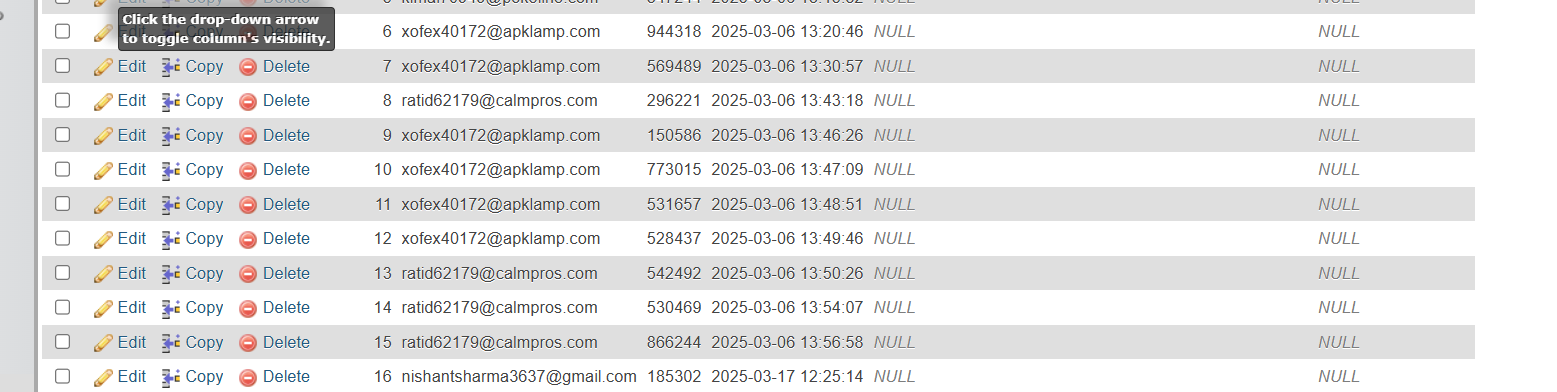 Click the drop-down arrow
to toggle column's visibility.
6 xofex40172@apklamp.com 944318 2025-03-06 13:20:46 NULL NULL
Edit Copy Delete 7 xofex40172@apklamp.com 569489 2025-03-06 13:30:57 NULL NULL
Edit Copy Delete 8 ratid62179@calmpros.com 296221 2025-03-06 13:43:18 NULL NULL
Edit Copy Delete 9 xofex40172@apklamp.com 150586 2025-03-06 13:46:26 NULL NULL
Edit Copy Delete 10 xofex40172@apklamp.com 773015 2025-03-06 13:47:09 NULL NULL
Edit Copy Delete 11 xofex40172@apklamp.com 531657 2025-03-06 13:48:51 NULL NULL
Edit Copy Delete 12 xofex40172@apklamp.com 528437 2025-03-06 13:49:46 NULL NULL
Edit Copy Delete 13 ratid62179@calmpros.com 542492 2025-03-06 13:50:26 NULL NULL
Edit Copy Delete 14 ratid62179@calmpros.com 530469 2025-03-06 13:54:07 NULL NULL
Edit Copy Delete 15 ratid62179@calmpros.com 866244 2025-03-06 13:56:58 NULL NULL
Edit Copy Delete 16 nishantsharma3637@gmail.com 185302 2025-03-17 12:25:14 NULL NULL